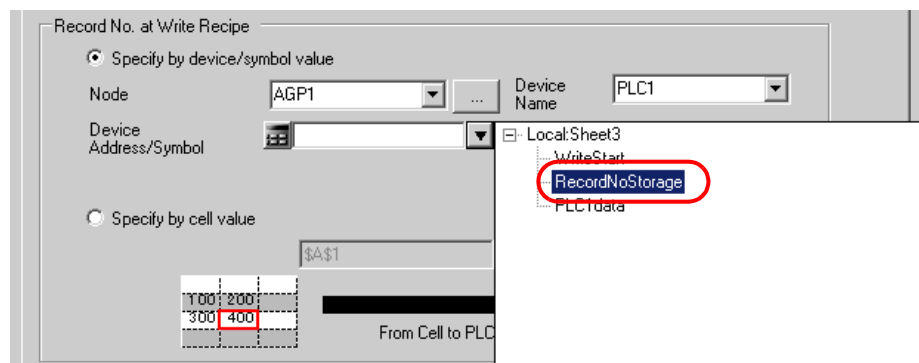 Record No. at Write Recipe
Specify by device/symbol value
Node
AGP1
...
Device Name
PLC1
Device Address/Symbol
Local:Sheet3
WriteStart
RecordNoStorage
PLC1data
Specify by cell value
$A$1
100 200
300 400
From Cell to PLC